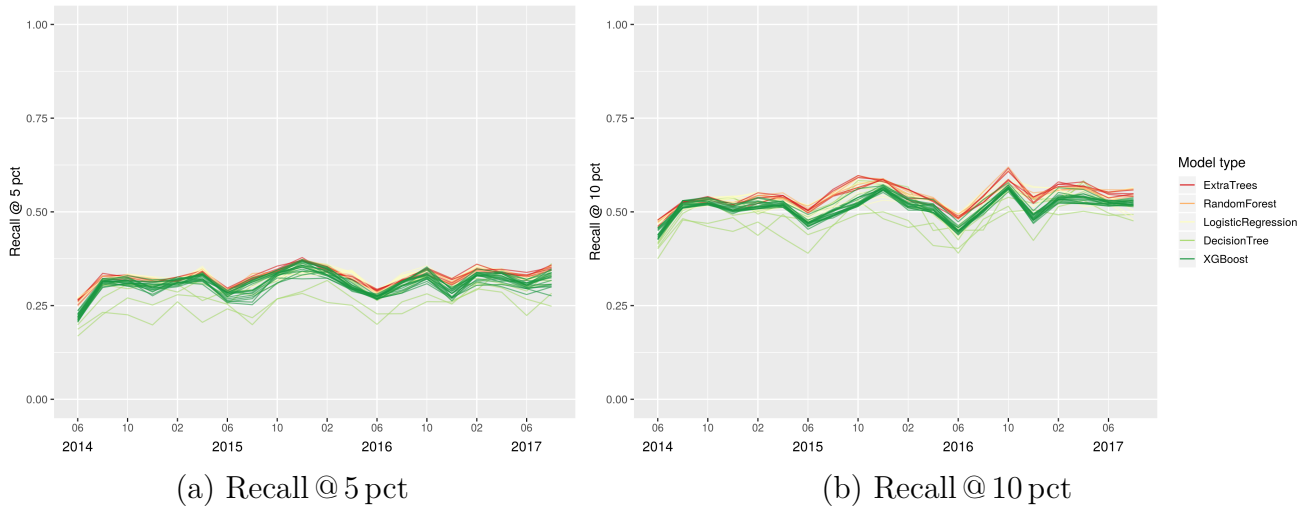 1.00
0.75
0.50
0.25
0.00
Recall @ 5 pct
06 10 02 06 10 02 06 10 02 06
2014 2015 2016 2017
(a) Recall @ 5 pct
1.00
0.75
0.50
0.25
0.00
Recall @ 10 pct
06 10 02 06 10 02 06 10 02 06
2014 2015 2016 2017
(b) Recall @ 10 pct
Model type
ExtraTrees
RandomForest
LogisticRegression
DecisionTree
XGBoost